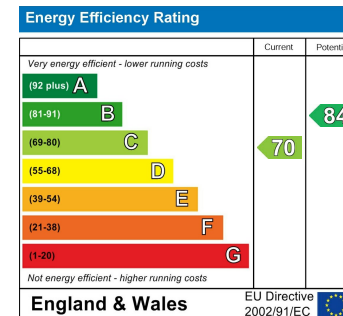 Energy Efficiency Rating
Current Potenti
Very energy efficient - lower running costs
(92 plus) A
(81-91) B
84
(69-80) C
70
(55-68) D
(39-54) E
(21-38) F
(1-20) G
Not energy efficient - higher running costs
England & Wales
EU Directive
2002/91/EC